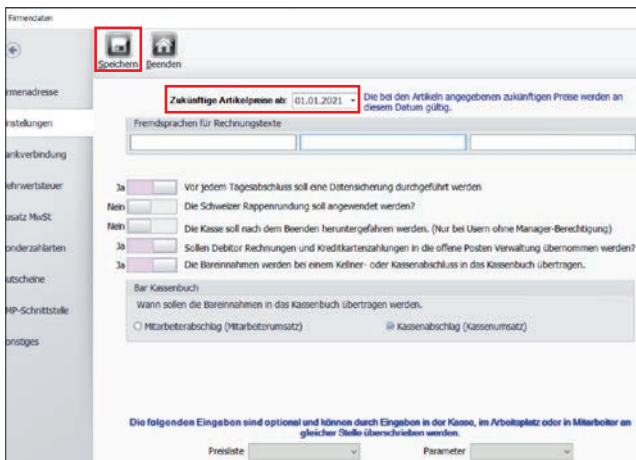 Firmendaten
Speichern Beenden
rmenadresse
nstellungen
ankverbindung
ehrwertsteuer
usatz MwSt
onderzahlarten
utscheine
MP-Schnittstelle
onstiges
Zukünftige Artikelpreise ab: 01.01.2021 Die bei den Artikeln angegebenen zukünftigen Preise werden an
diesem Datum gültig.
Fremdsprachen für Rechnungstexte
Ja Vor jedem Tagesabschluss soll eine Datensicherung durchgeführt werden
Nein Die Schweizer Rappenrundung soll angewendet werden?
Nein Die Kasse soll nach dem Beenden heruntergefahren werden. (Nur bei Usern ohne Manager-Berechtigung)
Ja Sollen Debitor Rechnungen und Kreditkartenzahlungen in die offene Posten Verwaltung übernommen werden?
Ja Die Bareinnahmen werden bei einem Kellner- oder Kassenabschluss in das Kassenbuch übertragen.
Bar Kassenbuch
Wann sollen die Bareinnahmen in das Kassenbuch übertragen werden.
Mitarbeiterabschlag (Mitarbeiterumsatz) Kassenabschlag (Kassenumsatz)
Die folgenden Eingaben sind optional und können durch Eingaben in der Kasse, im Arbeitsplatz oder in Mitarbeiter an
gleicher Stelle überschrieben werden.
Preisliste Parameter